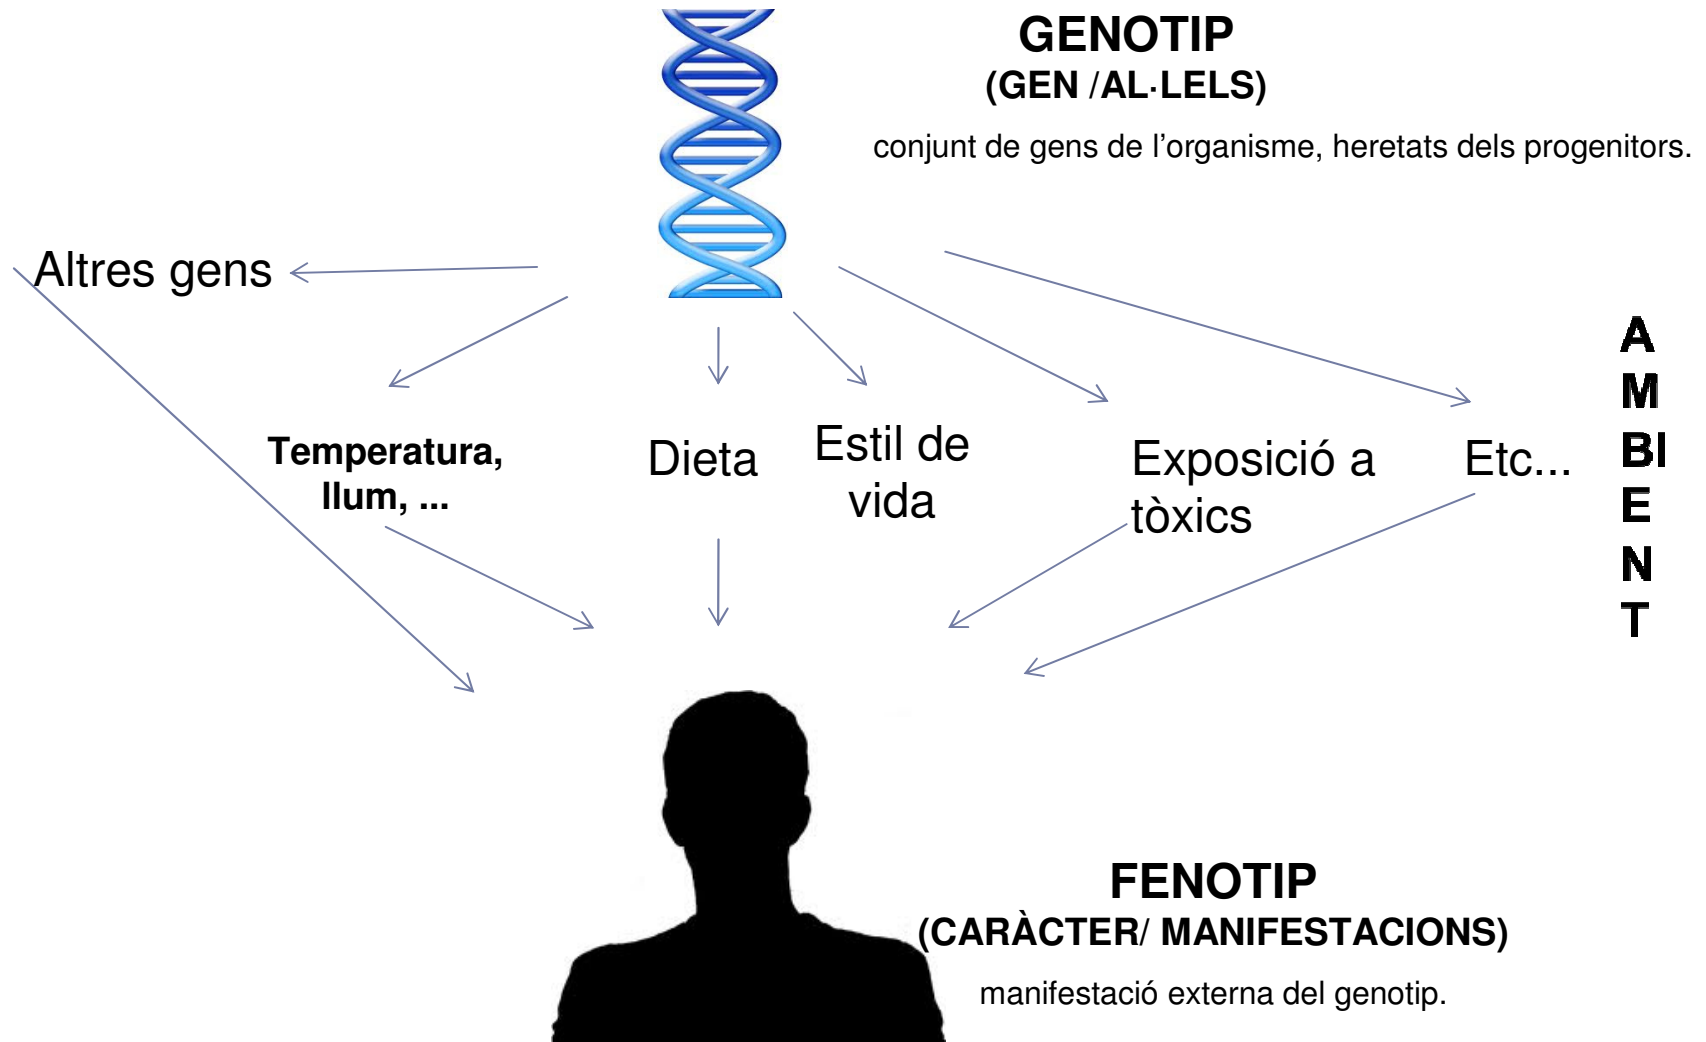 GENOTIP
(GEN /AL·LELS)
conjunt de gens de l'organisme, heretats dels progenitors.
Altres gens
Temperatura,
llum, ...
Dieta
Estil de
vida
Exposició a
tòxics
Etc...
A
M
BI
E
N
T
FENOTIP
(CARÀCTER/ MANIFESTACIONS)
manifestació externa del genotip.